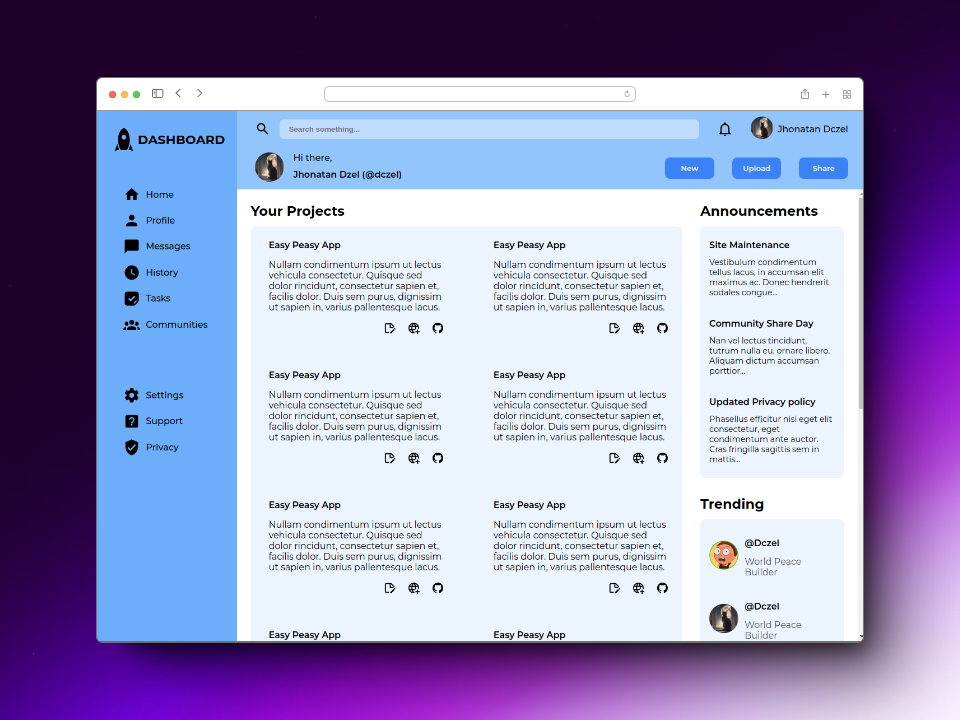 DASHBOARD
Home
Profile
Messages
History
Tasks
Communities
Settings
Support
Privacy
Search something...
Jhonatan Dczel
Hi there,
Jhonatan Dzel (@dczel)
New
Upload
Share
Your Projects
Easy Peasy App
Nullam condimentum ipsum ut lectus
vehicula consectetur. Quisque sed
dolor rincidunt, consectetur sapien et,
facilis dolor. Duis sem purus, dignissim
ut sapien in, varius pallentesque lacus.
Easy Peasy App
Nullam condimentum ipsum ut lectus
vehicula consectetur. Quisque sed
dolor rincidunt, consectetur sapien et,
facilis dolor. Duis sem purus, dignissim
ut sapien in, varius pallentesque lacus.
Easy Peasy App
Nullam condimentum ipsum ut lectus
vehicula consectetur. Quisque sed
dolor rincidunt, consectetur sapien et,
facilis dolor. Duis sem purus, dignissim
ut sapien in, varius pallentesque lacus.
Easy Peasy App
Nullam condimentum ipsum ut lectus
vehicula consectetur. Quisque sed
dolor rincidunt, consectetur sapien et,
facilis dolor. Duis sem purus, dignissim
ut sapien in, varius pallentesque lacus.
Easy Peasy App
Nullam condimentum ipsum ut lectus
vehicula consectetur. Quisque sed
dolor rincidunt, consectetur sapien et,
facilis dolor. Duis sem purus, dignissim
ut sapien in, varius pallentesque lacus.
Easy Peasy App
Nullam condimentum ipsum ut lectus
vehicula consectetur. Quisque sed
dolor rincidunt, consectetur sapien et,
facilis dolor. Duis sem purus, dignissim
ut sapien in, varius pallentesque lacus.
Easy Peasy App
Easy Peasy App
Announcements
Site Maintenance
Vestibulum condimentum
tellus lacus, in accumsan elit
maximus ac. Donec hendrerit
sodales congue...
Community Share Day
Nan vel lectus tincidunt,
tutrum nulla eu, ornare libero.
Aliquam dictum accumsan
porttior...
Updated Privacy policy
Phasellus efficitur nisi eget elit
consectetur, eget
condimentum ante auctor.
Cras fringilla sagittis sem in
mattis...
Trending
@Dczel
World Peace
Builder
@Dczel
World Peace
Builder